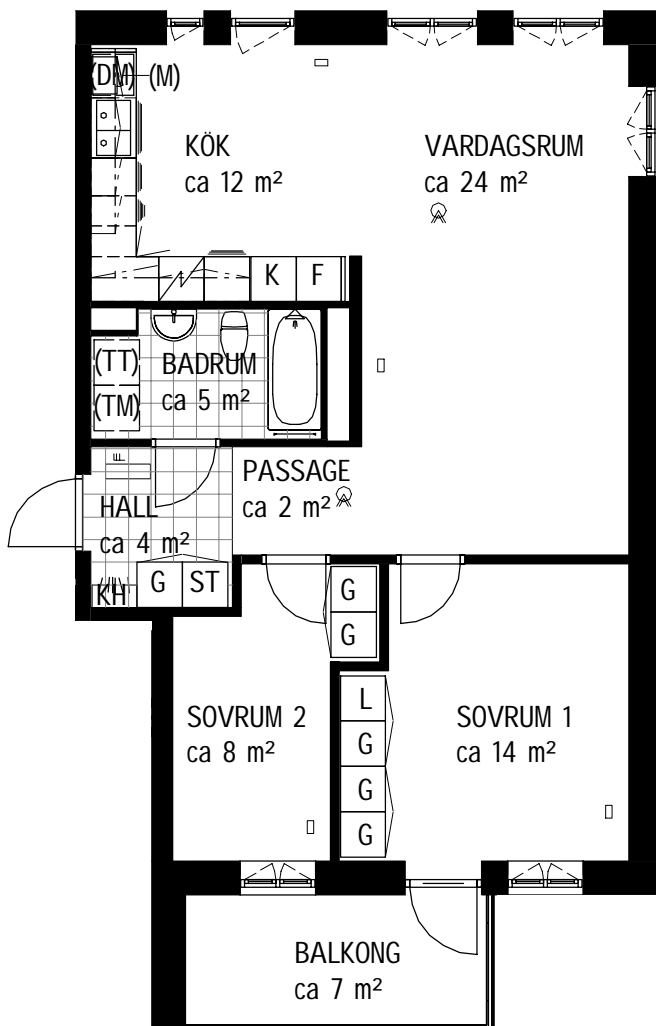 (DM) (M)
KÖK
ca 12 m²
VARDAGSRUM
ca 24 m²
K F
(TT)
(TM)
BADRUM
ca 5 m²
PASSAGE
ca 2 m²
HALL
ca 4 m²
KH
G ST
G
G
SOVRUM 2
ca 8 m²
L
G
G
G
SOVRUM 1
ca 14 m²
BALKONG
ca 7 m²